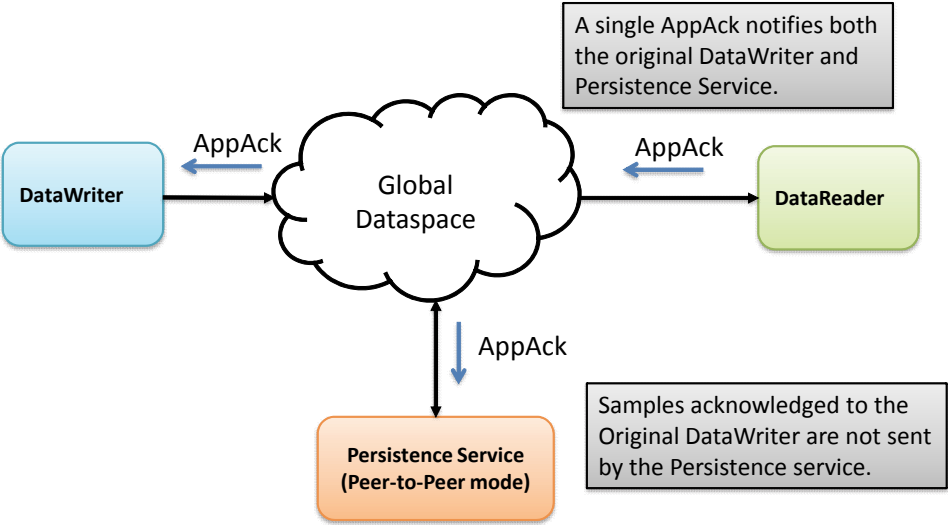 A single AppAck notifies both
the original DataWriter and
Persistence Service.
AppAck
AppAck
DataWriter
Global
Dataspace
DataReader
AppAck
Samples acknowledged to the
Original DataWriter are not sent
by the Persistence service.
Persistence Service
(Peer-to-Peer mode)